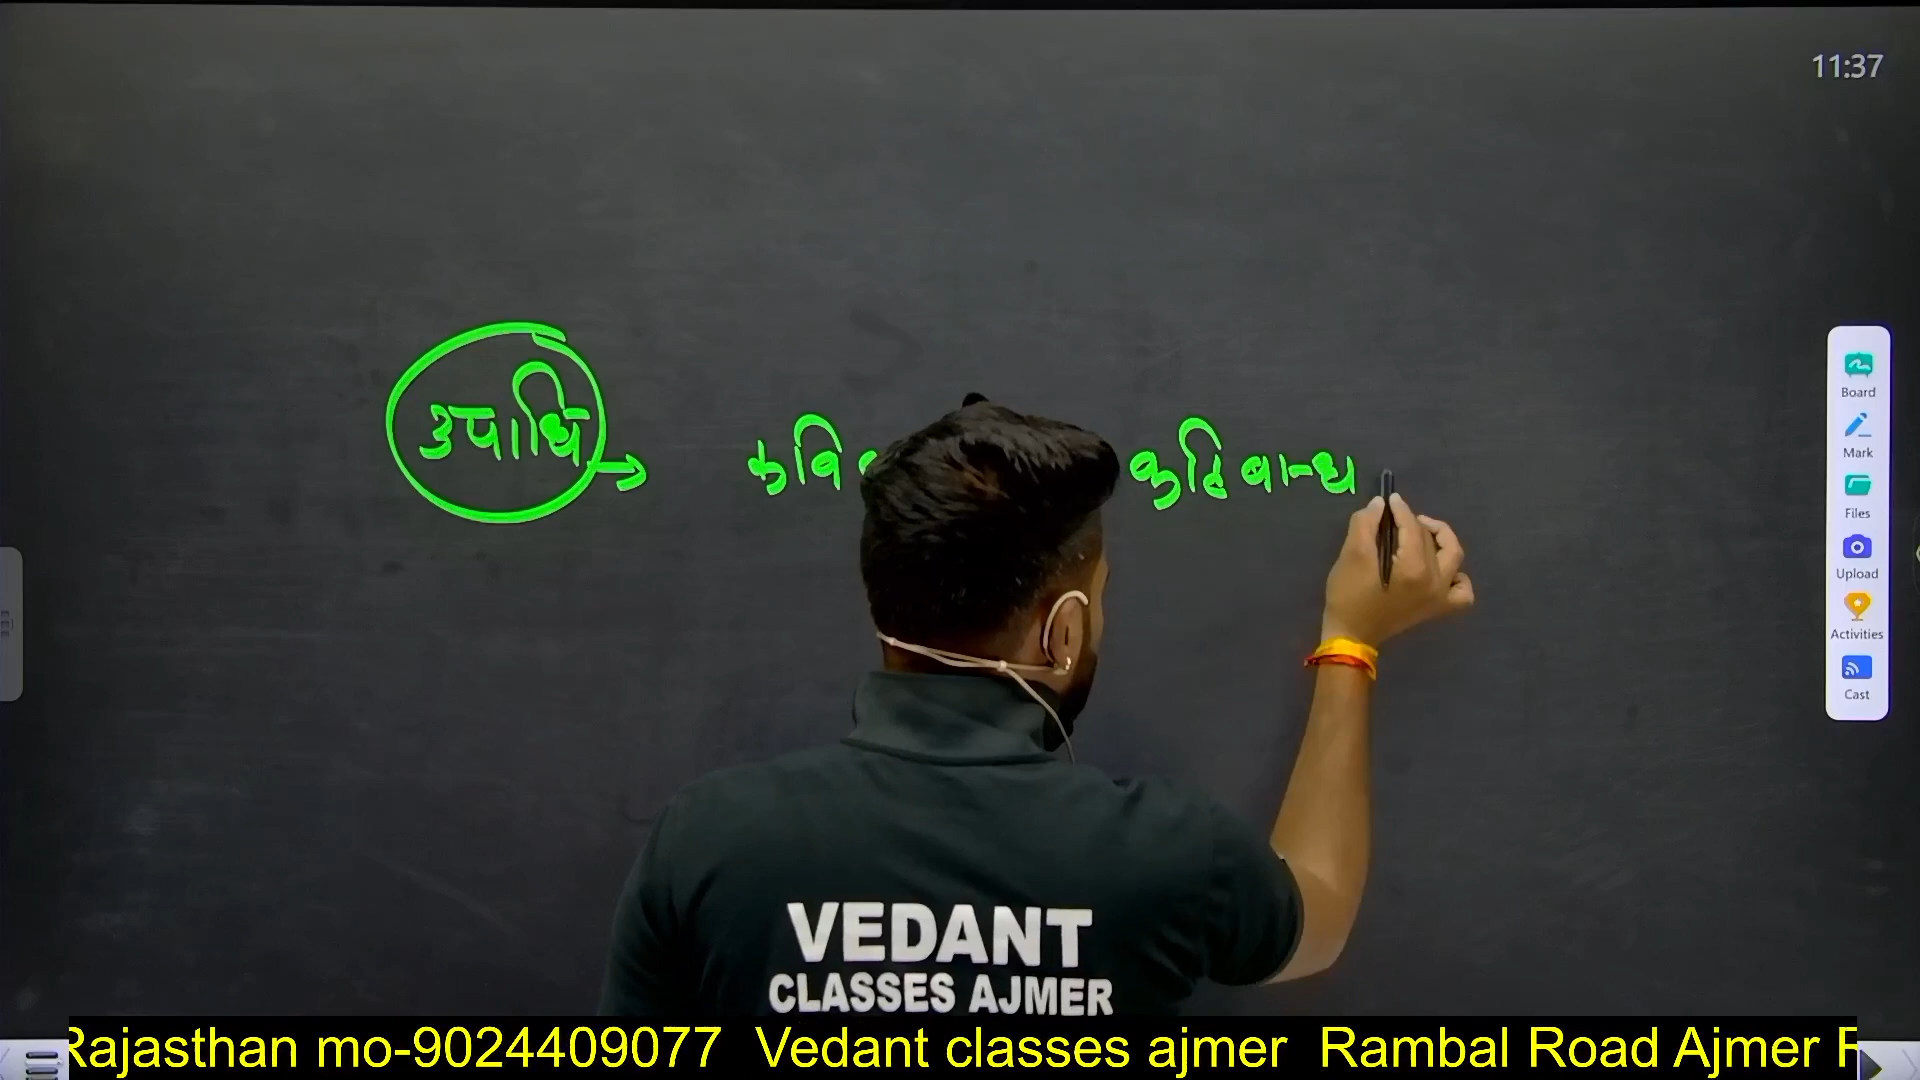 11:37
उपाधि →
Board
Mark
Files
Upload
Activities
Cast
VEDANT
CLASSES AJMER
Rajasthan mo-9024409077 Vedant classes ajmer Rambal Road Ajmer